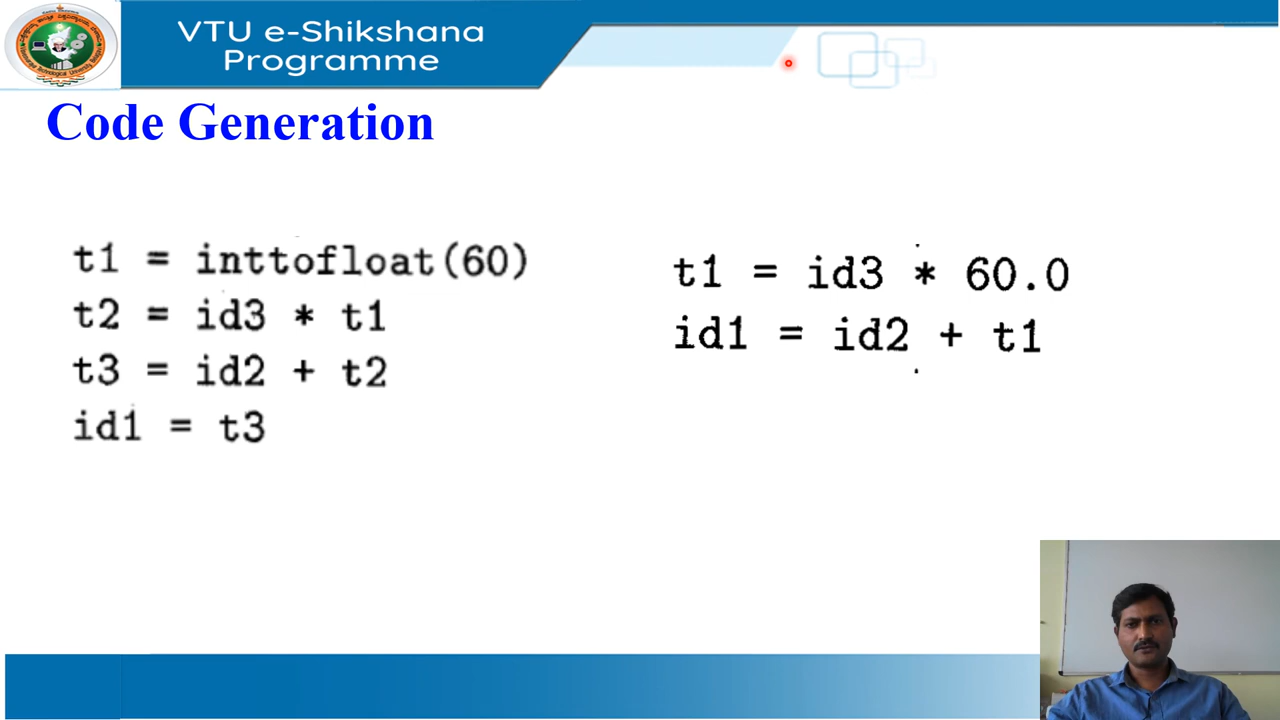 VTU e-Shikshana
Programme
Code Generation
t1 = inttofloat(60)
t2 = id3 * t1
t3 = id2 + t2
id1 = t3
t1 = id3 * 60.0
id1 = id2 + t1